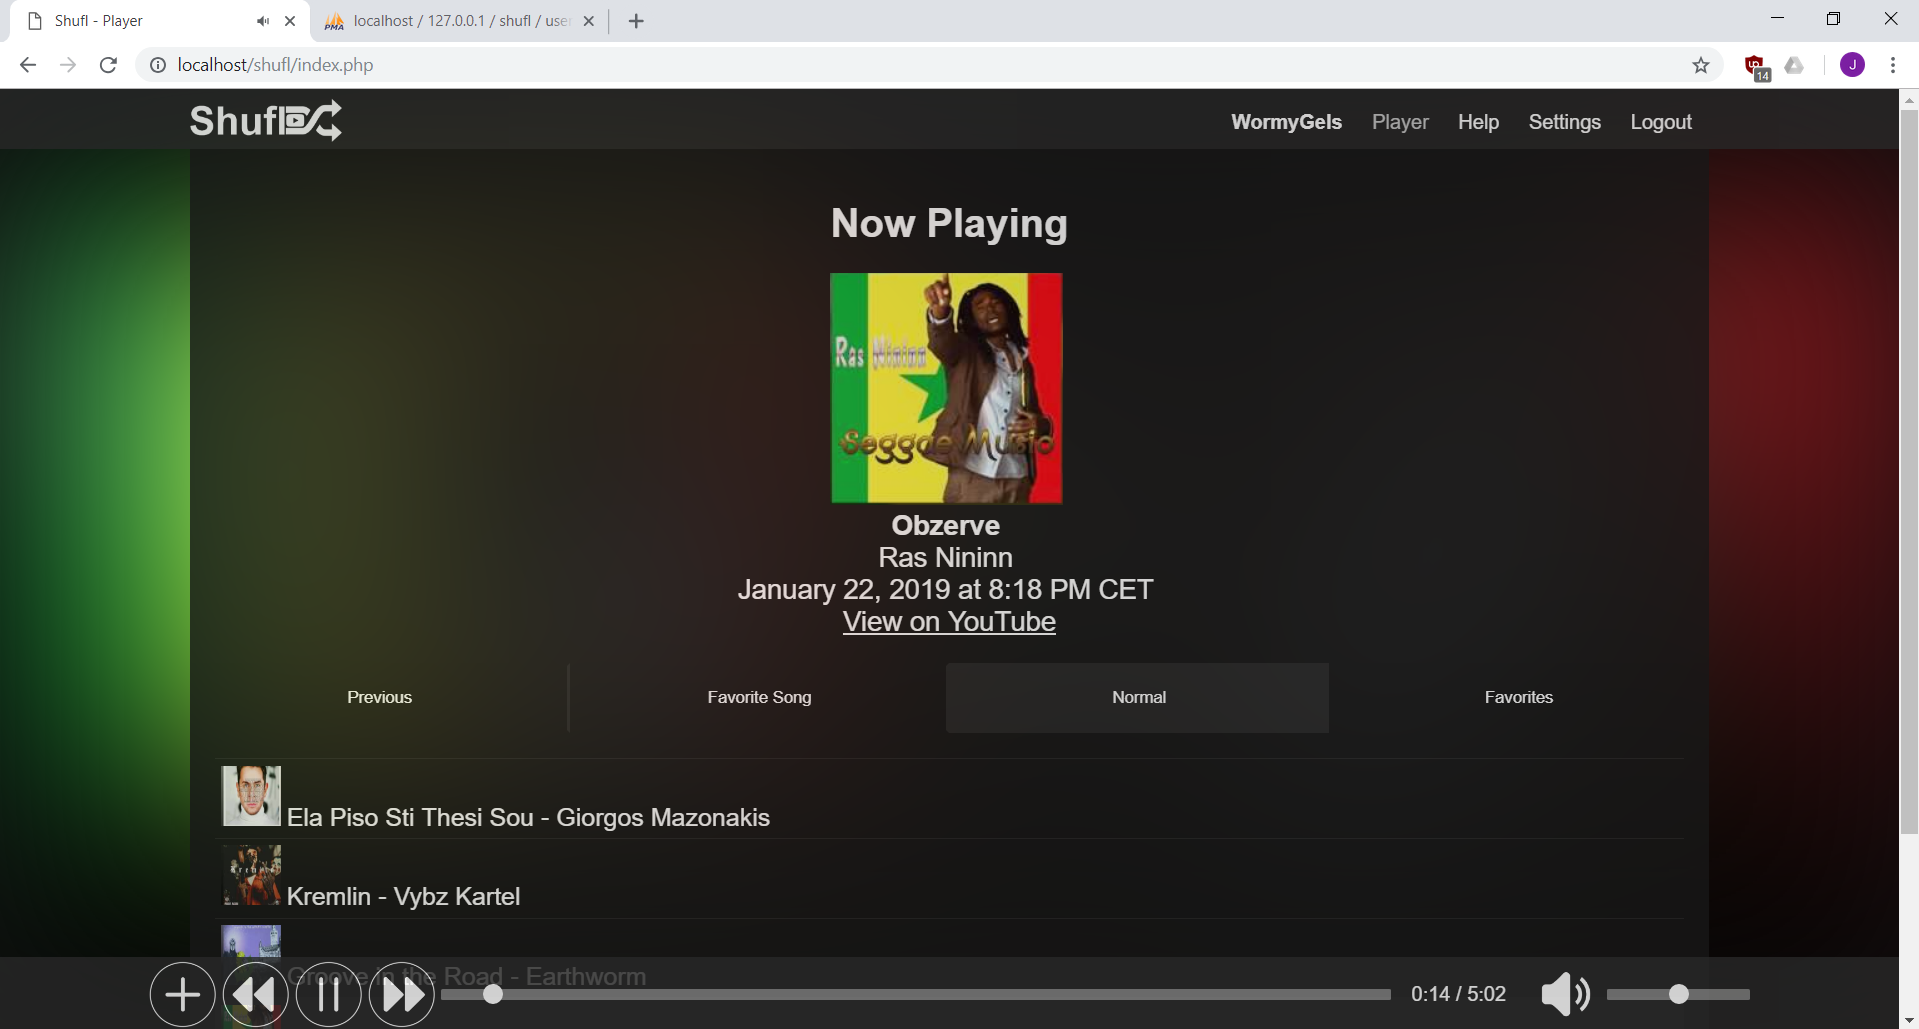 Shufl - Player
localhost / 127.0.0.1 / shufl / use
localhost/shufl/index.php
14
J
Shufl
WormyGels Player Help Settings Logout
Now Playing
Ras Nininn
Seggae Music
Obzerve
Ras Nininn
January 22, 2019 at 8:18 PM CET
View on YouTube
Previous Favorite Song Normal Favorites
Ela Piso Sti Thesi Sou - Giorgos Mazonakis
Kremlin - Vybz Kartel
Groove in the Road - Earthworm
0:14 / 5:02